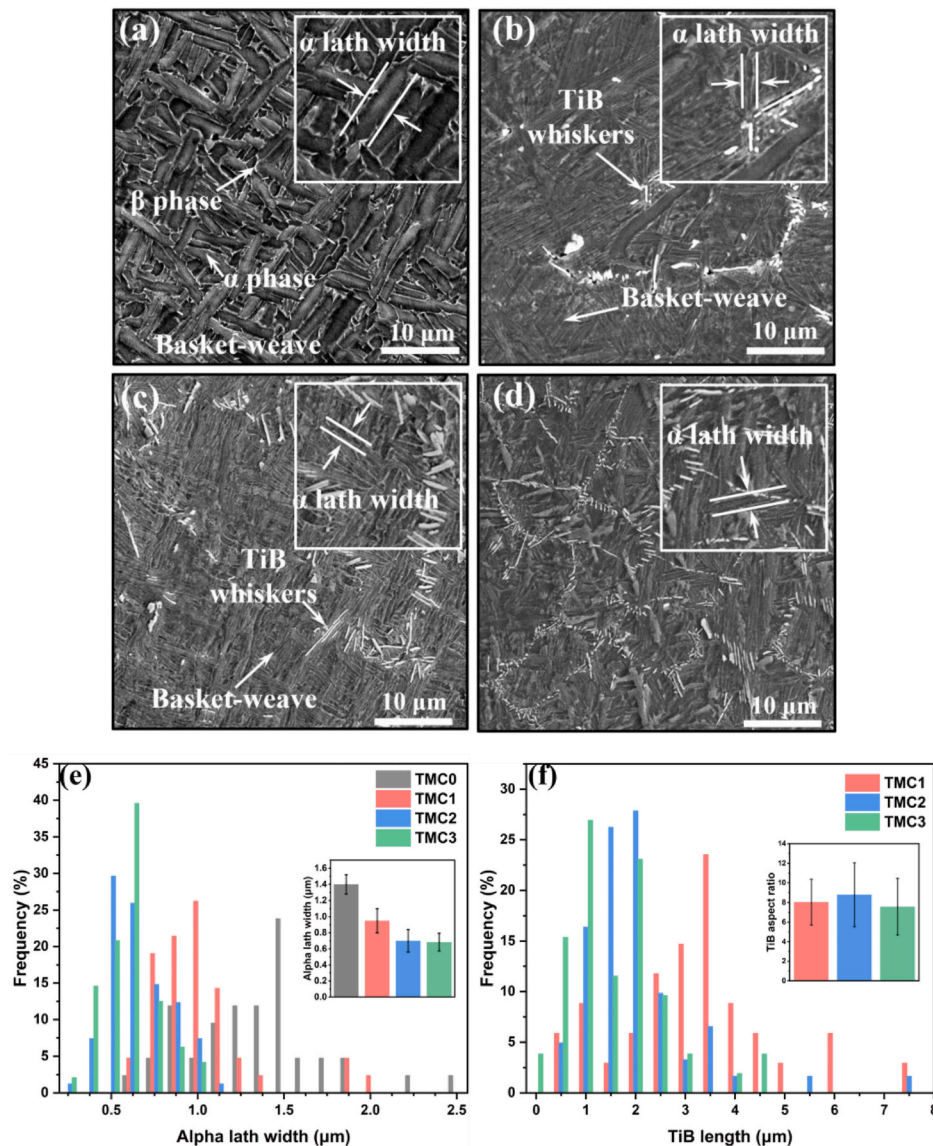 (a)
α lath width
β phase
α phase
Basket-weave
10 μm
(b)
α lath width
TiB
whiskers
Basket-weave
10 μm
(c)
α lath width
TiB
whiskers
Basket-weave
10 μm
(d)
α lath width
10 μm
(e)
45
40
35
30
25
20
15
10
5
0
Frequency (%)
0.5
1.0
1.5
2.0
2.5
Alpha lath width (μm)
TMC0
TMC1
TMC2
TMC3
1.6
1.4
1.2
1.0
0.8
0.6
0.4
0.2
0.0
Alpha lath width (μm)
(f)
30
25
20
15
10
5
0
Frequency (%)
0
1
2
3
4
5
6
7
8
TiB length (μm)
TMC1
TMC2
TMC3
14
12
10
8
6
4
2
0
TiB aspect ratio